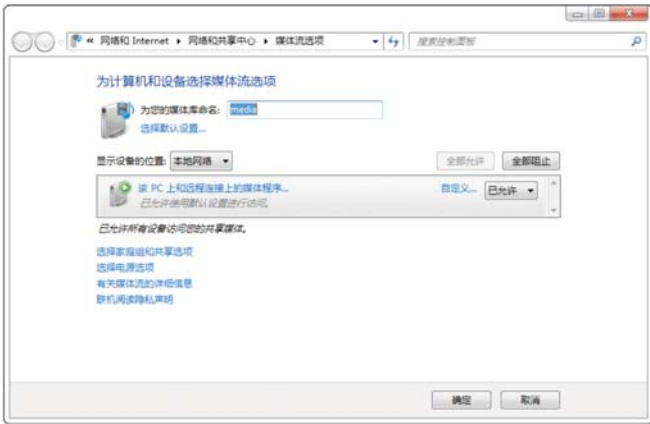 « 网络和 Internet ▸ 网络和共享中心 ▸ 媒体流选项
搜索控制面板
为计算机和设备选择媒体流选项
为您的媒体库命名: media
选择默认设置...
显示设备的位置: 本地网络
全部允许 全部阻止
该 PC 上和远程连接上的媒体程序...
自定义... 已允许
已允许使用默认设置进行访问。
已允许所有设备访问您的共享媒体。
选择家庭组和共享选项
选择电源选项
有关媒体流的详细信息
联机阅读隐私声明
确定 取消